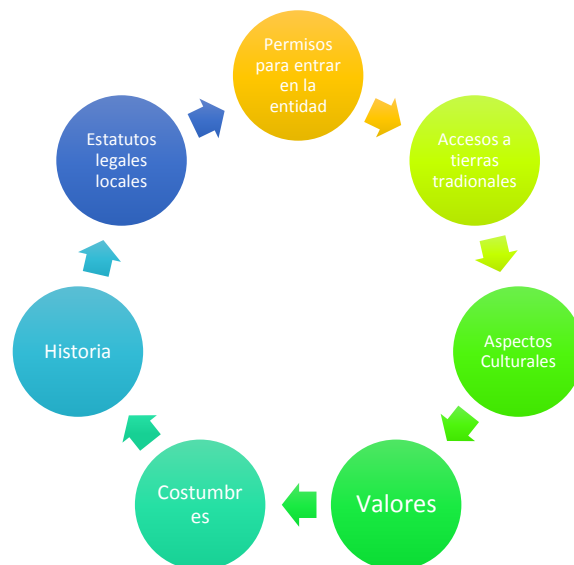 Permisos
para entrar
en la
entidad
Accesos a
tierras
tradionales
Aspectos
Culturales
Valores
Costumbr
es
Historia
Estatutos
legales
locales